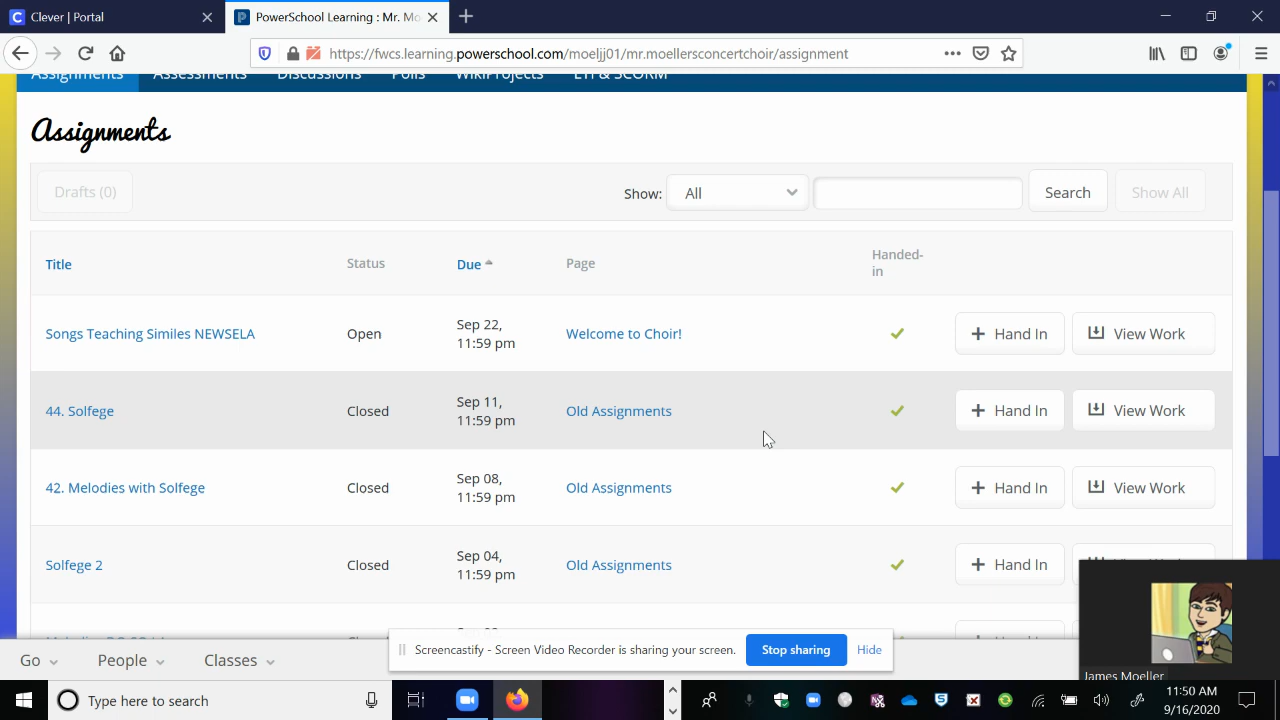 Clever | Portal
PowerSchool Learning : Mr. Mo
https://fwcs.learning.powerschool.com/moeljj01/mr.moellersconcertchoir/assignment
Assignments Assessments Discussions Polls WikiProjects LTI & SCORM
Assignments
Drafts (0) Show: All Search Show All
Title Status Due Page Handed-
in
Songs Teaching Similes NEWSELA Open Sep 22,
11:59 pm Welcome to Choir! Hand In View Work
44. Solfege Closed Sep 11,
11:59 pm Old Assignments Hand In View Work
42. Melodies with Solfege Closed Sep 08,
11:59 pm Old Assignments Hand In View Work
Solfege 2 Closed Sep 04,
11:59 pm Old Assignments Hand In
Go People Classes
Screencastify - Screen Video Recorder is sharing your screen. Stop sharing Hide
James Moeller
Type here to search
11:50 AM
9/16/2020